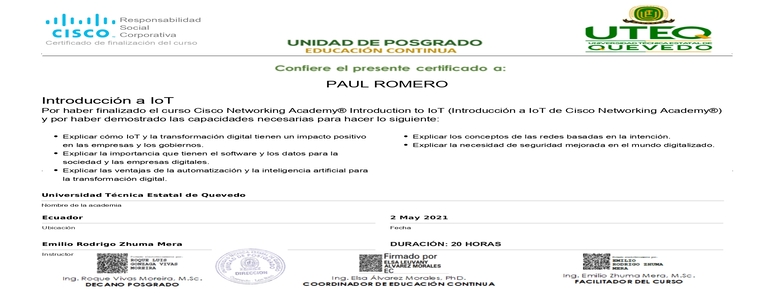 CISCO
Responsabilidad
Social
Corporativa
Certificado de finalización del curso
UNIDAD DE POSGRADO
EDUCACIÓN CONTINUA
UTEQ
UNIVERSIDAD TÉCNICA ESTATAL DE
QUEVEDO
Confiere el presente certificado a:
PAUL ROMERO
Introducción a IoT
Por haber finalizado el curso Cisco Networking Academy® Introduction to IoT (Introducción a IoT de Cisco Networking Academy®)
y por haber demostrado las capacidades necesarias para hacer lo siguiente:
• Explicar cómo IoT y la transformación digital tienen un impacto positivo
en las empresas y los gobiernos.
• Explicar la importancia que tienen el software y los datos para la
sociedad y las empresas digitales.
• Explicar las ventajas de la automatización y la inteligencia artificial para
la transformación digital.
• Explicar los conceptos de las redes basadas en la intención.
• Explicar la necesidad de seguridad mejorada en el mundo digitalizado.
Universidad Técnica Estatal de Quevedo
Nombre de la academia
Ecuador
2 May 2021
Ubicación
Fecha
Emilio Rodrigo Zhuma Mera
DURACIÓN: 20 HORAS
Instructor
ROQUE LUIS
GONZAGA VIVAS
MOREIRA
Ing. Roque Vivas Moreira, M.Sc.
DECANO POSGRADO
Firmado por
ELSA LEUVANY
ALVAREZ MORALES
EC
Ing. Elsa Álvarez Morales, PhD.
COORDINADOR DE EDUCACIÓN CONTINUA
EMILIO
RODRIGO ZHUMA
MERA
Ing. Emilio Zhuma Mera, M.Sc.
FACILITADOR DEL CURSO